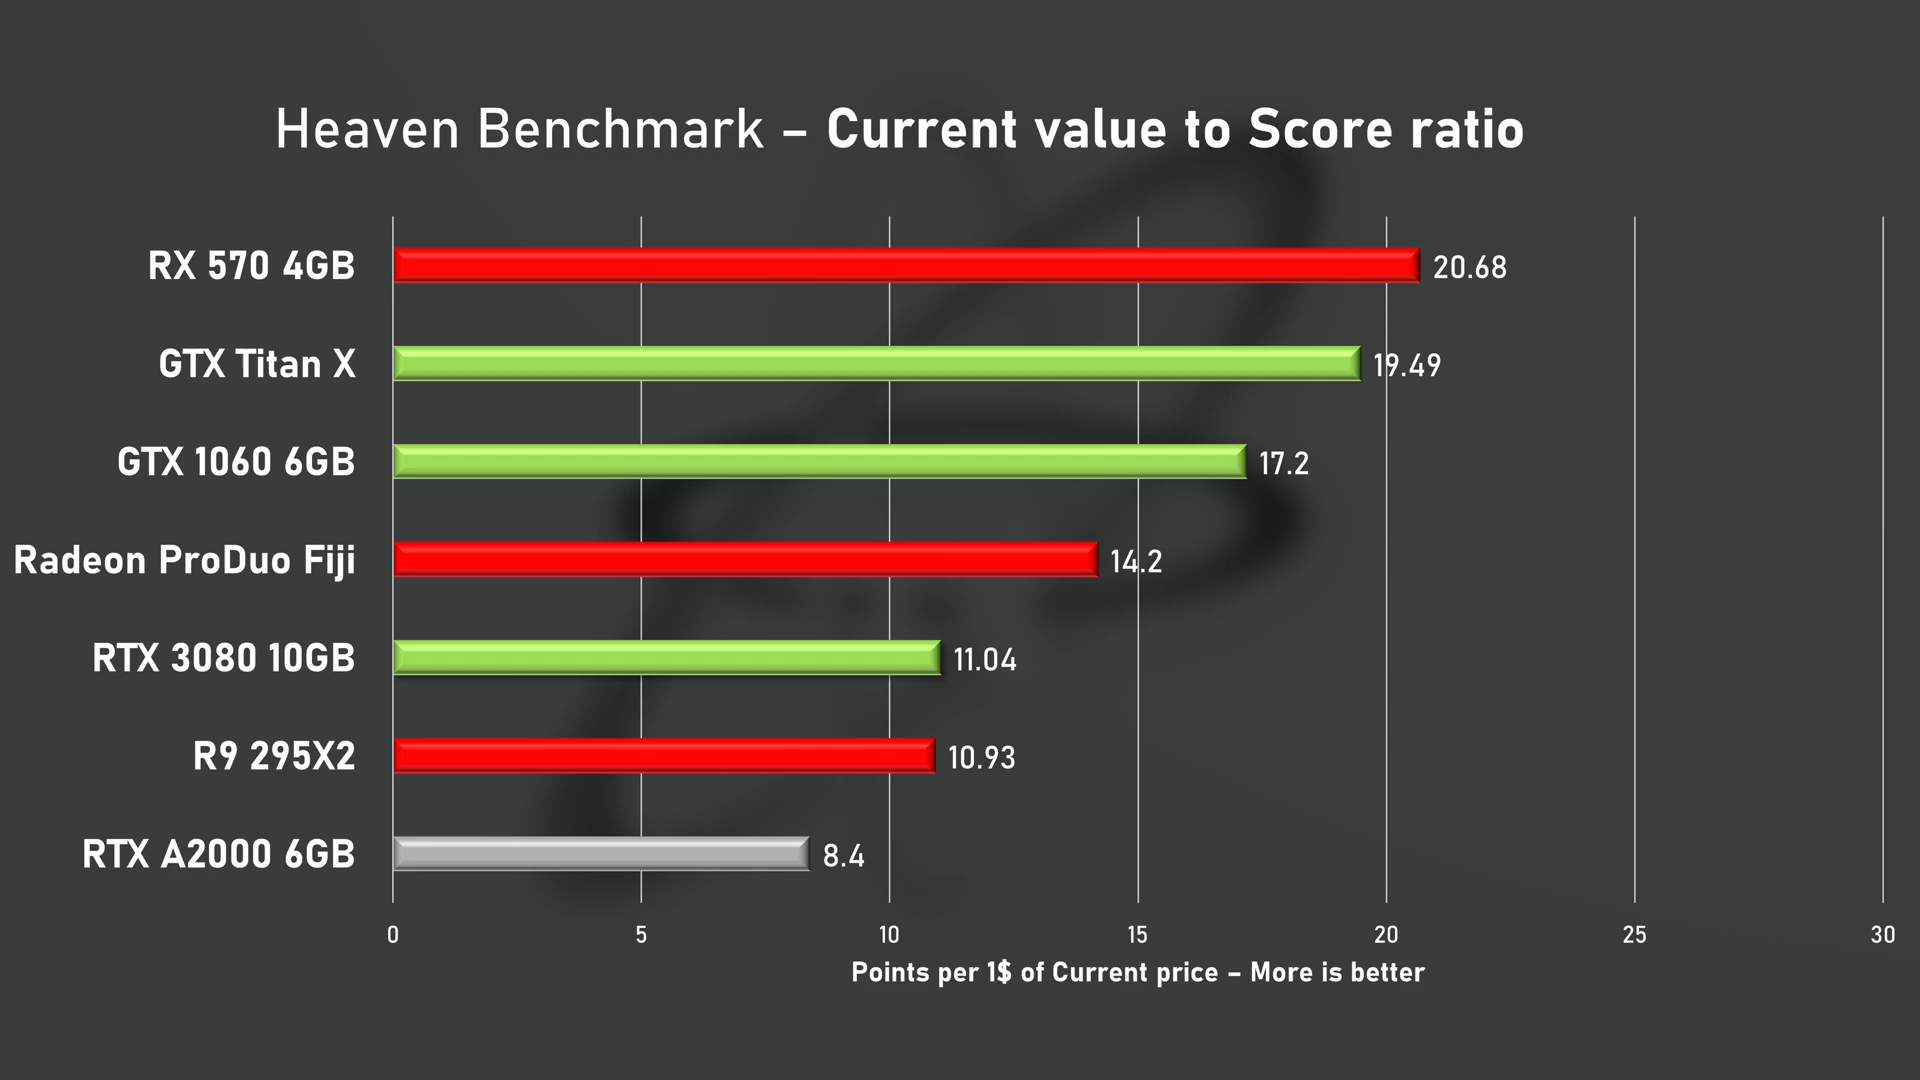 Heaven Benchmark – Current value to Score ratio
RX 570 4GB 20.68
GTX Titan X 19.49
GTX 1060 6GB 17.2
Radeon ProDuo Fiji 14.2
RTX 3080 10GB 11.04
R9 295X2 10.93
RTX A2000 6GB 8.4
0 5 10 15 20 25 30
Points per 1$ of Current price – More is better